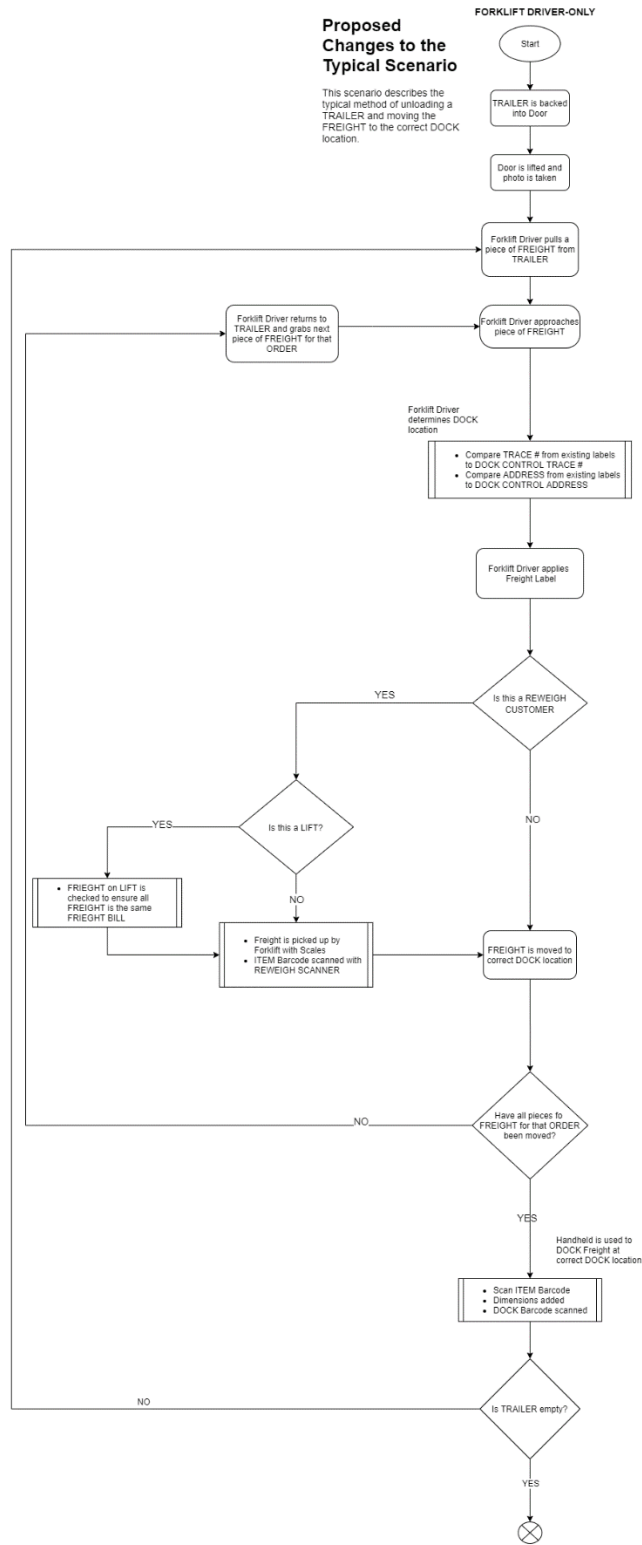 FORKLIFT DRIVER-ONLY
Proposed
Changes to the
Typical Scenario
This scenario describes the
typical method of unloading a
TRAILER and moving the
FREIGHT to the correct DOCK
location.
Start
TRAILER is backed
into Door
Door is lifted and
photo is taken
Forklift Driver pulls a
piece of FREIGHT from
TRAILER
Forklift Driver returns to
TRAILER and grabs next
piece of FREIGHT for that
ORDER
Forklift Driver approaches
piece of FREIGHT
Forklift Driver
determines DOCK
location
• Compare TRACE # from existing labels
to DOCK CONTROL TRACE #
• Compare ADDRESS from existing labels
to DOCK CONTROL ADDRESS
Forklift Driver applies
Freight Label
Is this a REWEIGH
CUSTOMER
YES
NO
Is this a LIFT?
YES
NO
• FRIEGHT on LIFT is
checked to ensure all
FREIGHT is the same
FRIEGHT BILL
• Freight is picked up by
Forklift with Scales
• ITEM Barcode scanned with
REWEIGH SCANNER
FREIGHT is moved to
correct DOCK location
Have all pieces fo
FREIGHT for that ORDER
been moved?
NO
YES
Handheld is used to
DOCK Freight at
correct DOCK location
• Scan ITEM Barcode
• Dimensions added
• DOCK Barcode scanned
Is TRAILER empty?
NO
YES